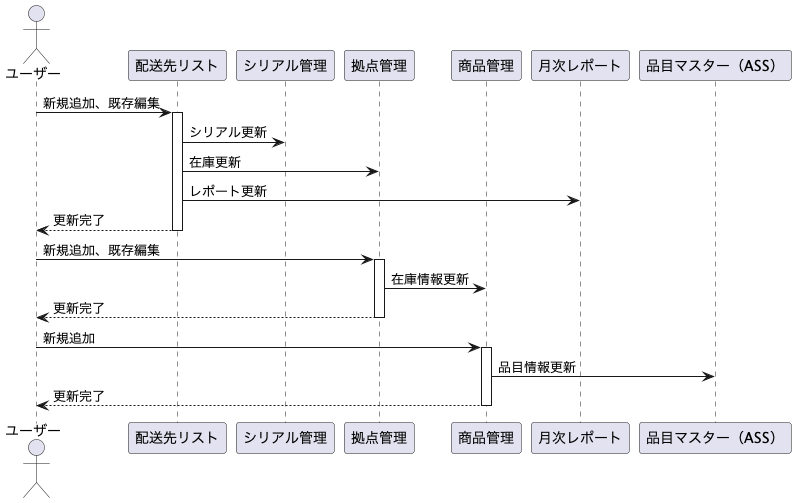 ユーザー
配送先リスト
シリアル管理
拠点管理
商品管理
月次レポート
品目マスター（ASS）
新規追加、既存編集
シリアル更新
在庫更新
レポート更新
更新完了
新規追加、既存編集
在庫情報更新
更新完了
新規追加
品目情報更新
更新完了
ユーザー
配送先リスト
シリアル管理
拠点管理
商品管理
月次レポート
品目マスター（ASS）